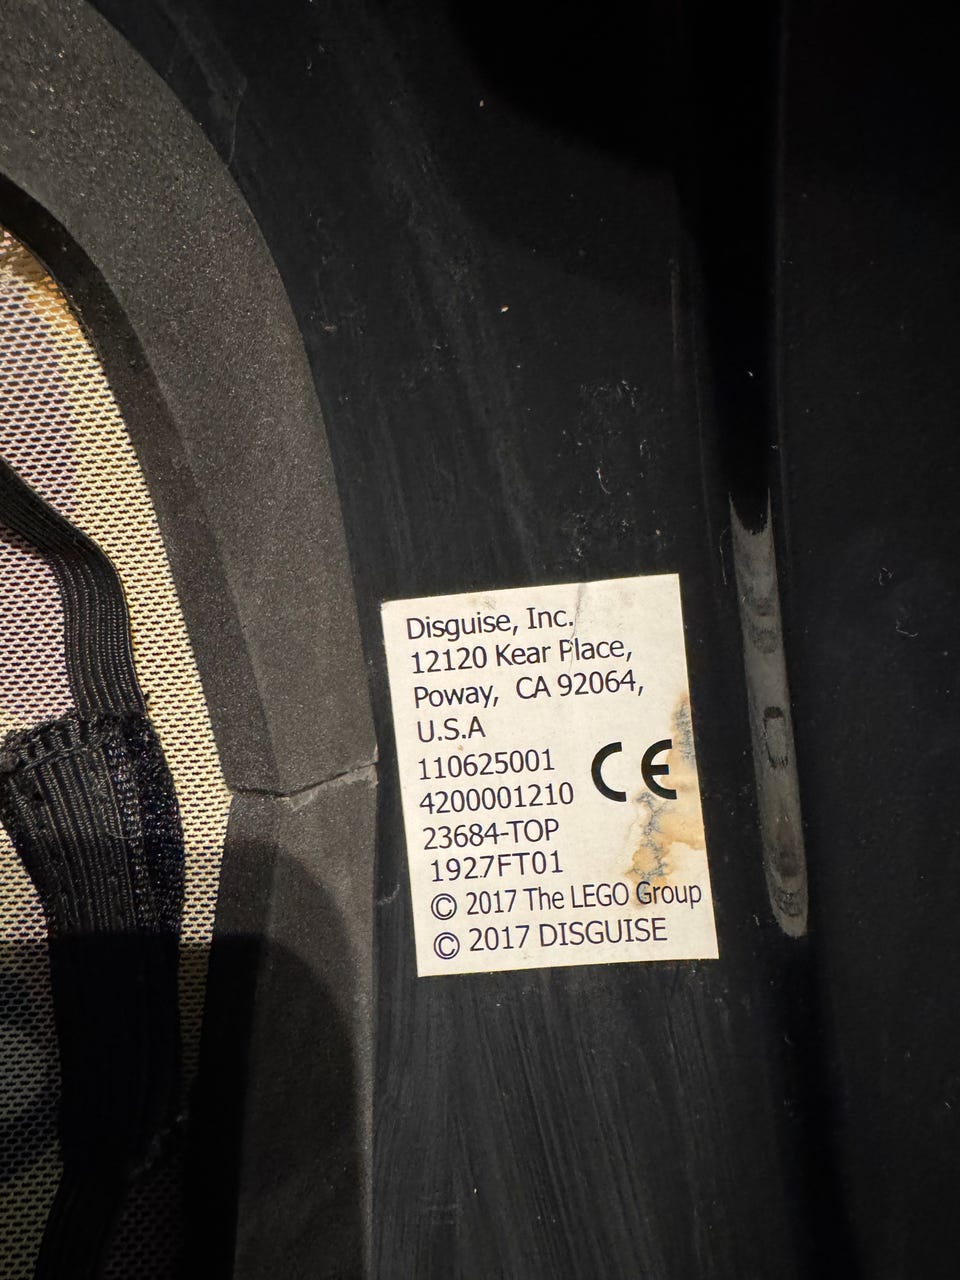 Disguise, Inc.
12120 Kear Place,
Poway, CA 92064,
U.S.A
110625001
4200001210
CE
23684-TOP
1927FT01
© 2017 The LEGO Group
© 2017 DISGUISE